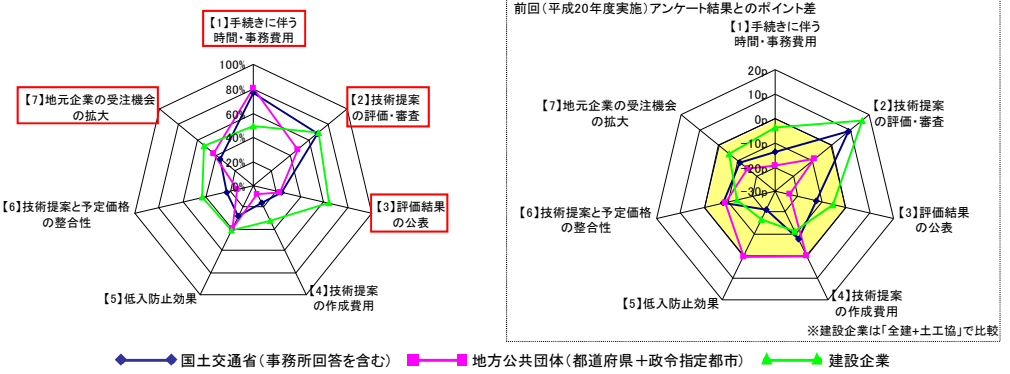 【1】手続きに伴う
時間・事務費用
100%
80%
60%
40%
20%
0%
【2】技術提案
の評価・審査
【3】評価結果
の公表
【4】技術提案
の作成費用
【5】低入防止効果
【6】技術提案と予定価格
の整合性
【7】地元企業の受注機会
の拡大
前回(平成20年度実施)アンケート結果とのポイント差
【1】手続きに伴う
時間・事務費用
20p
10p
0p
-10p
-20p
-30p
【2】技術提案
の評価・審査
【3】評価結果
の公表
【4】技術提案
の作成費用
【5】低入防止効果
【6】技術提案と予定価格
の整合性
【7】地元企業の受注機会
の拡大
※建設企業は「全建+土工協」で比較
国土交通省(事務所回答を含む)
地方公共団体(都道府県+政令指定都市)
建設企業